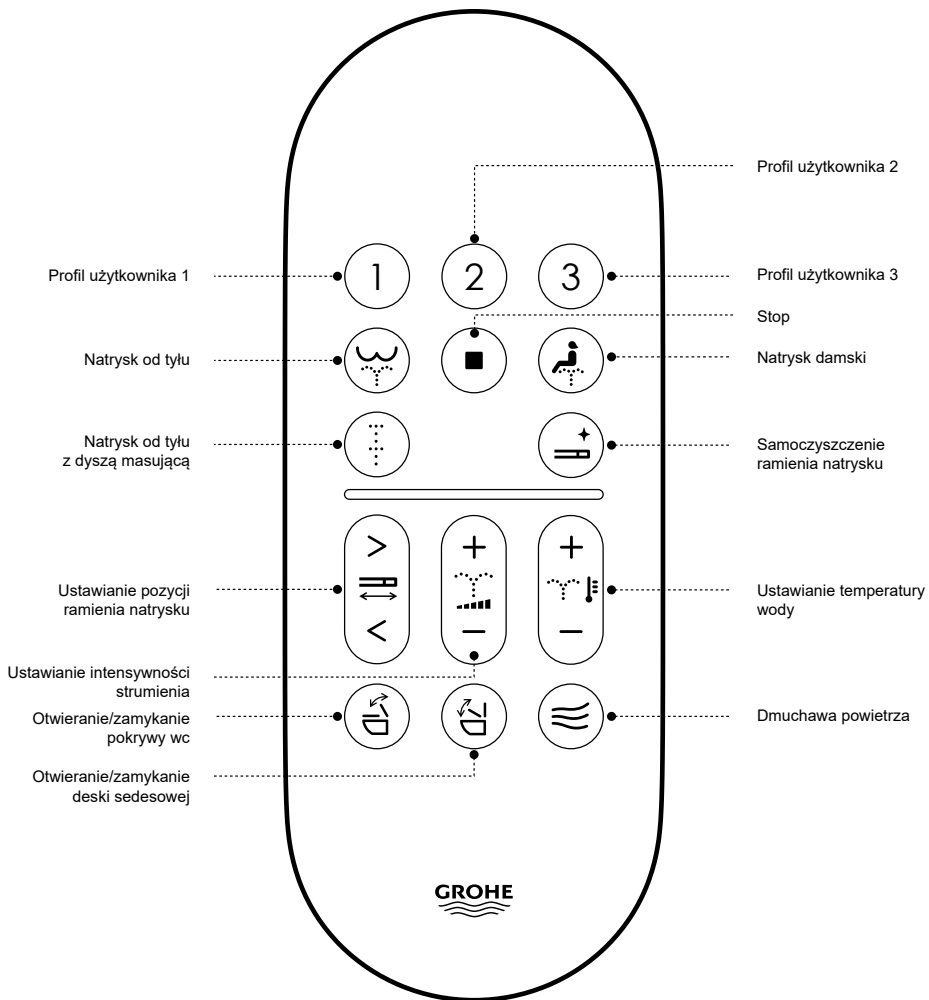 Profil użytkownika 2
Profil użytkownika 1
1
2
3
Profil użytkownika 3
Stop
Natrysk od tyłu
Natrysk damski
Natrysk od tyłu
z dyszą masującą
Samoczyszczenie
ramienia natrysku
>
+
+
Ustawianie pozycji
ramienia natrysku
Ustawianie temperatury
wody
<
−
−
Ustawianie intensywności
strumienia
Otwieranie/zamykanie
pokrywy wc
Dmuchawa powietrza
Otwieranie/zamykanie
deski sedesowej
GROHE